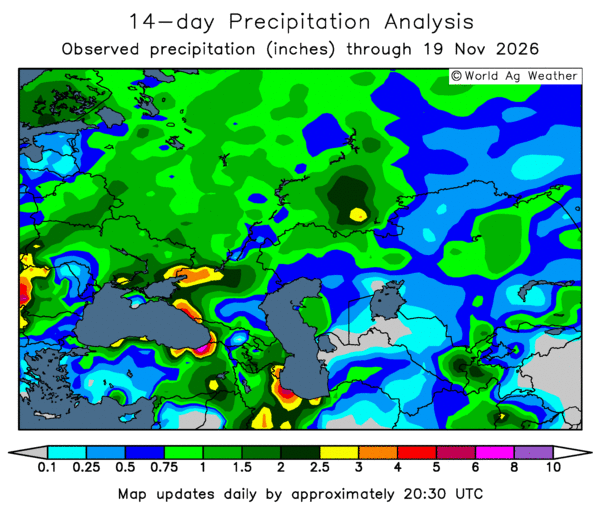 14-day Precipitation Analysis
Observed precipitation (inches) through 19 Nov 2026
©World Ag Weather
0.1 0.25 0.5 0.75 1 1.5 2 2.5 3 4 5 6 8 10
Map updates daily by approximately 20:30 UTC